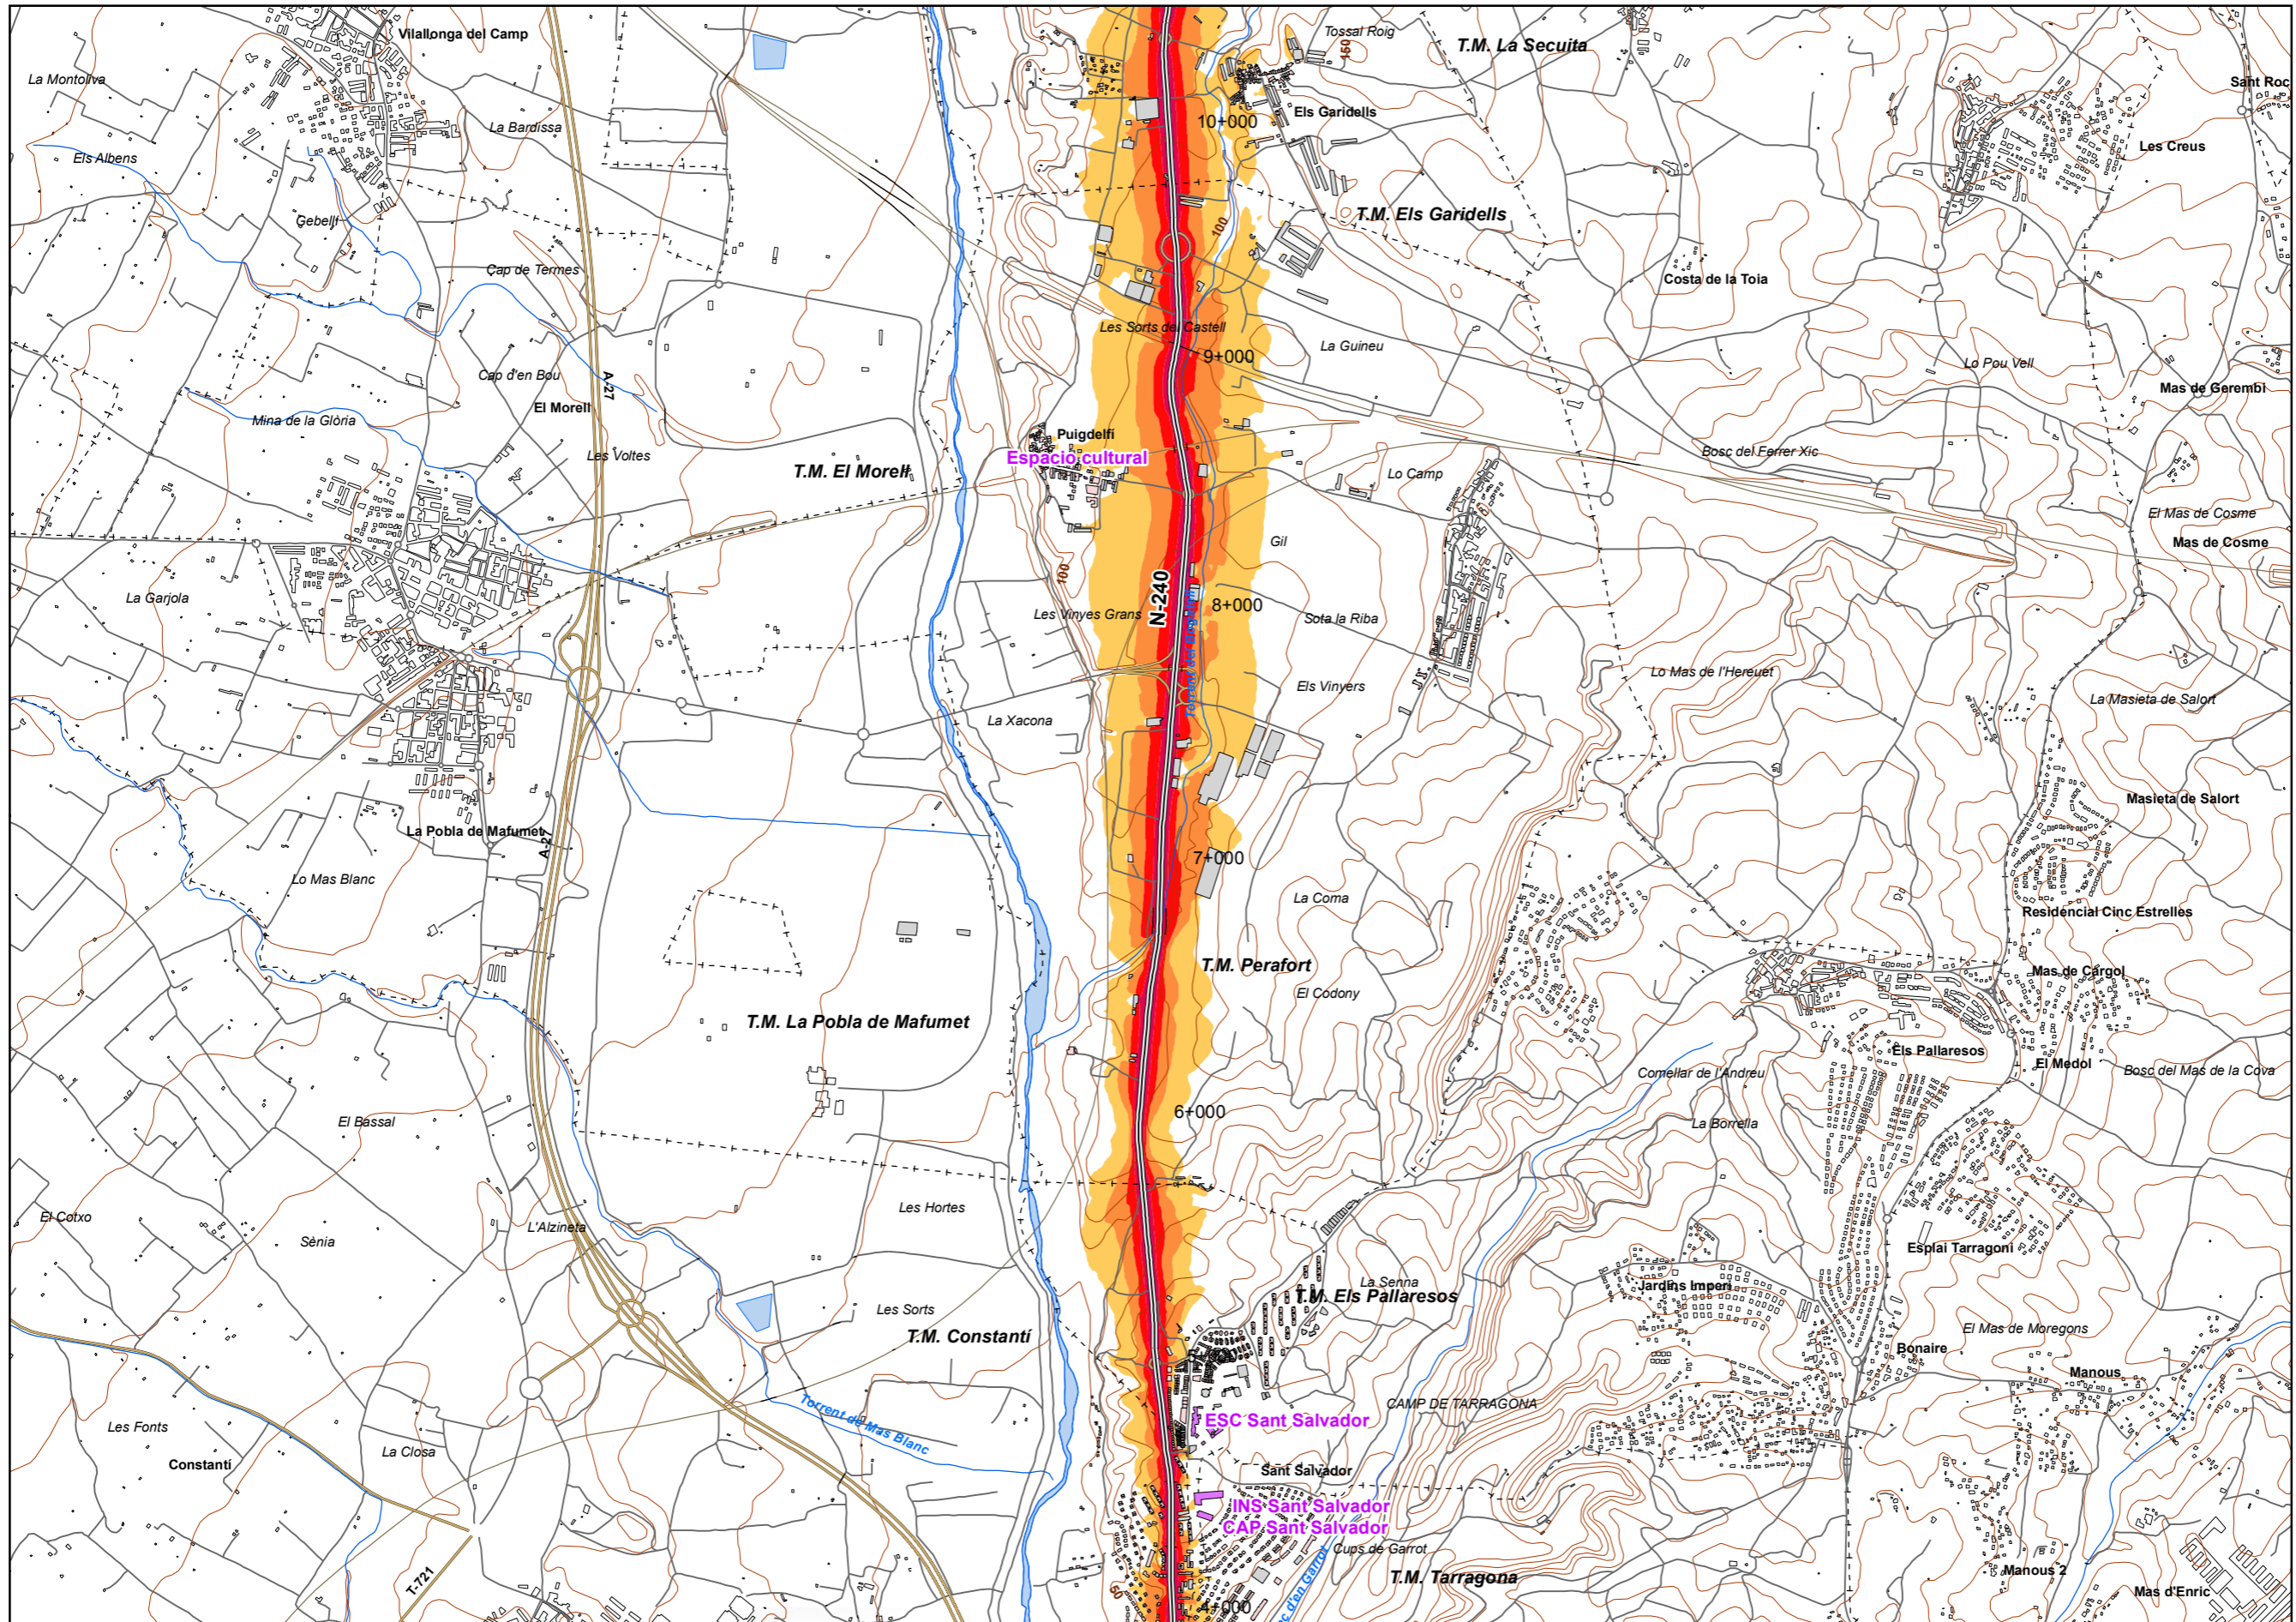 Vilallonga del Camp
Tossal Roig
150
T.M. La Secuita
La Montoliva
Sant Roc
Els Garidells
10+000
La Bardissa
Les Creus
Els Albens
Gebellí
T.M. Els Garidells
100
Cap de Termes
Costa de la Toia
Les Sorts del Castell
La Guineu
9+000
Lo Pou Vell
Cap d'en Bou
A-27
Mas de Gerembi
El Morell
Mina de la Glòria
Puigdelfí
Les Voltes
Espacio cultural
Bosc del Ferrer Xic
T.M. El Morell
Lo Camp
El Mas de Cosme
Gil
Mas de Cosme
100
La Garjola
N-240
8+000
Les Vinyes Grans
Sota la Riba
Lo Mas de l'Hereuet
Els Vinyers
La Masieta de Salort
La Xacona
Masieta de Salort
La Pobla de Mafumet
A-27
7+000
Lo Mas Blanc
La Coma
Residencial Cinc Estrelles
T.M. Perafort
Mas de Cargol
El Codony
T.M. La Pobla de Mafumet
Els Pallaresos
El Medol
Comellar de l'Andreu
Bosc del Mas de la Cova
6+000
El Bassal
La Borrella
Les Hortes
El Cotxo
L'Alzineta
Sènia
Esplai Tarragoní
La Senna
Jardins Imperi
T.M. Els Pallaresos
Les Sorts
T.M. Constantí
El Mas de Moregons
Bonaire
Manous
CAMP DE TARRAGONA
Torrent de Mas Blanc
ESC Sant Salvador
Les Fonts
La Closa
Constantí
Sant Salvador
INS Sant Salvador
CAP Sant Salvador
Cups de Garrot
T.M. Tarragona
T-721
50
Manous 2
Mas d'Enric
4+000
d'en Garrot